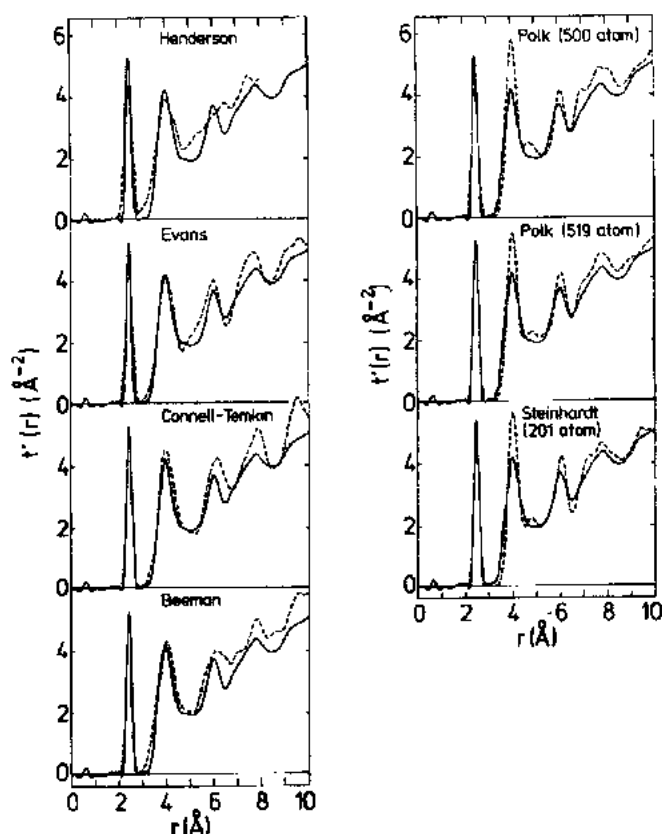 6
Henderson
4
2
0
Evans
4
2
0
Connell-Temkin
4
2
0
Beeman
4
2
0
0 2 4 6 8 10
r (Å)
t'(r) (Å⁻²)
6
Polk (500 atom)
4
2
0
Polk (519 atom)
4
2
0
Steinhardt
(201 atom)
4
2
0
0 2 4 6 8 10
r (Å)
t'(r) (Å⁻²)